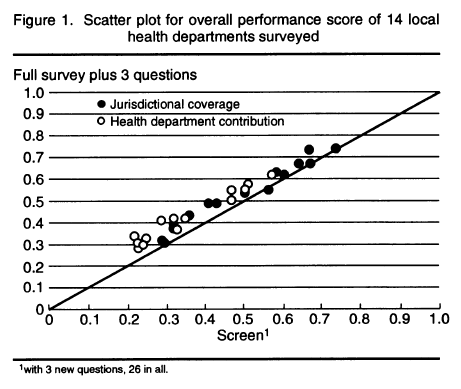 Figure 1. Scatter plot for overall performance score of 14 local
health departments surveyed
Full survey plus 3 questions
1.0
0.9
0.8
0.7
0.6
0.5
0.4
0.3
0.2
0.1
0
Jurisdictional coverage
Health department contribution
0 0.1 0.2 0.3 0.4 0.5 0.6 0.7 0.8 0.9 1.0
Screen¹
¹with 3 new questions, 26 in all.